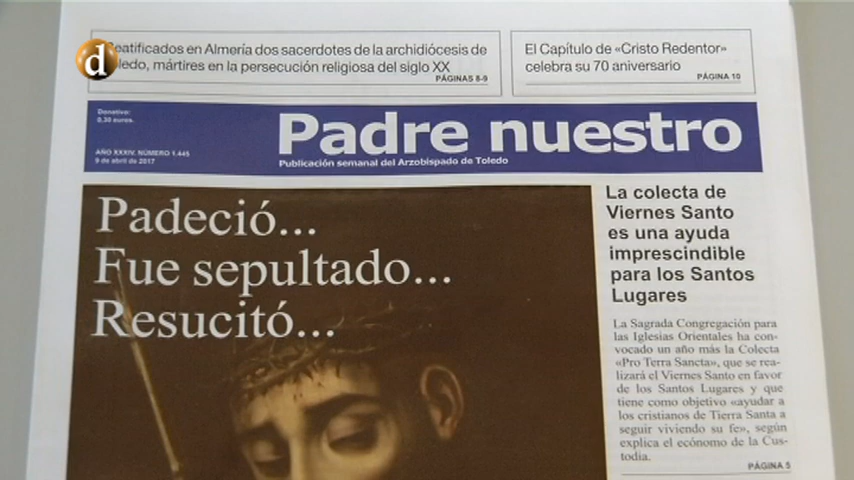 d
eatificados en Almería dos sacerdotes de la archidiócesis de
ledo, mártires en la persecución religiosa del siglo XX
PÁGINAS 8-9
El Capítulo de «Cristo Redentor»
celebra su 70 aniversario
PÁGINA 10
Donativo:
0,30 euros.
AÑO XXXIV. NÚMERO 1.445
9 de abril de 2017
Padre nuestro
Publicación semanal del Arzobispado de Toledo
Padeció...
Fue sepultado...
Resucitó...
La colecta de
Viernes Santo
es una ayuda
imprescindible
para los Santos
Lugares
La Sagrada Congregación para
las Iglesias Orientales ha con-
vocado un año más la Colecta
«Pro Terra Sancta», que se rea-
lizará el Viernes Santo en favor
de los Santos Lugares y que
tiene como objetivo «ayudar a
los cristianos de Tierra Santa a
seguir viviendo su fe», según
explica el ecónomo de la Cus-
todia.
PÁGINA 5